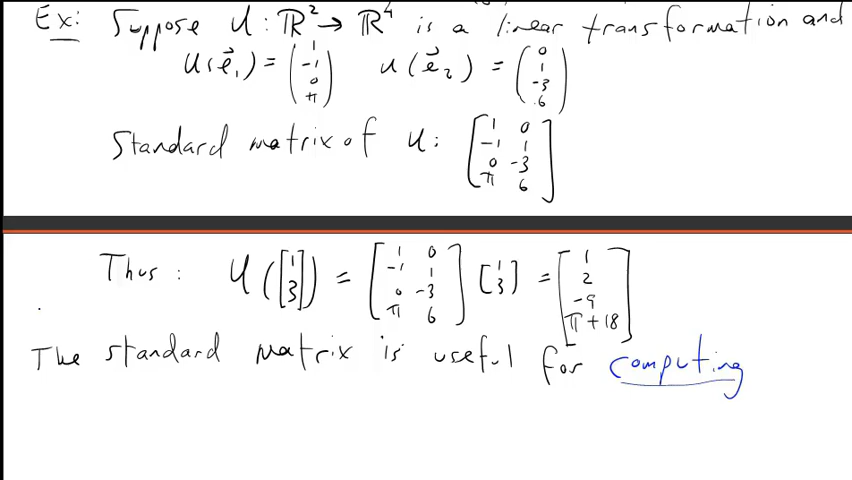 Ex: Suppose U : ℝ² → ℝ⁴ is a linear transformation and
U(e⃗₁) = (1 -1 0 π) U(e⃗₂) = (0 1 -3 6)
Standard matrix of U: [1 0; -1 1; 0 -3; π 6]
Thus: U([1 3]) = [1 0; -1 1; 0 -3; π 6] [1 3] = [1 2 -9 π+18]
The standard matrix is useful for computing